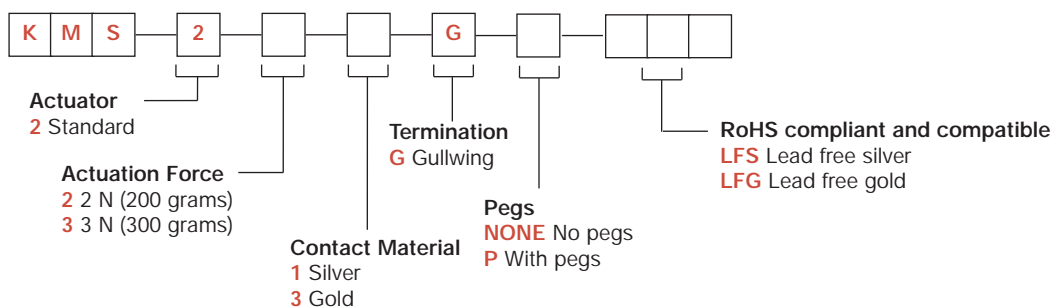 K M S 2 G
Actuator
2 Standard
Actuation Force
2 2 N (200 grams)
3 3 N (300 grams)
Contact Material
1 Silver
3 Gold
Termination
G Gullwing
Pegs
NONE No pegs
P With pegs
RoHS compliant and compatible
LFS Lead free silver
LFG Lead free gold